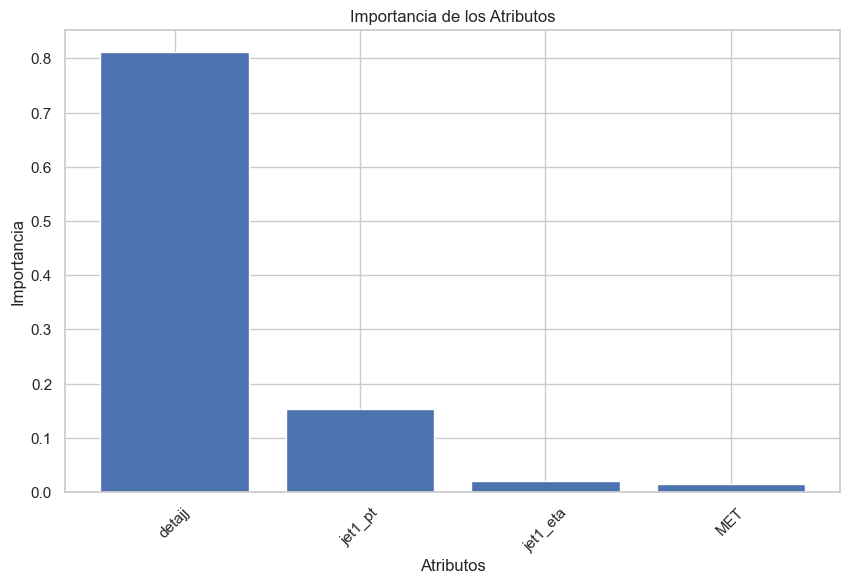 Importancia de los Atributos
Importancia
0.8
0.7
0.6
0.5
0.4
0.3
0.2
0.1
0.0
detajj
jet1_pt
jet1_eta
MET
Atributos